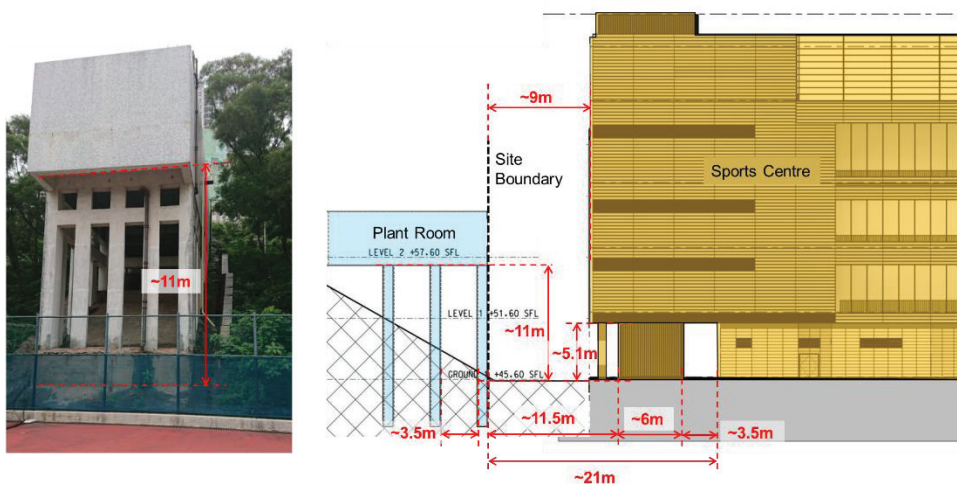 ~11m
~9m
Site
Boundary
Sports Centre
Plant Room
LEVEL 2 +57.60 SFL
LEVEL 1 +51.60 SFL
~11m
~5.1m
GROUND +45.60 SFL
~11.5m
~6m
~3.5m
~3.5m
~21m